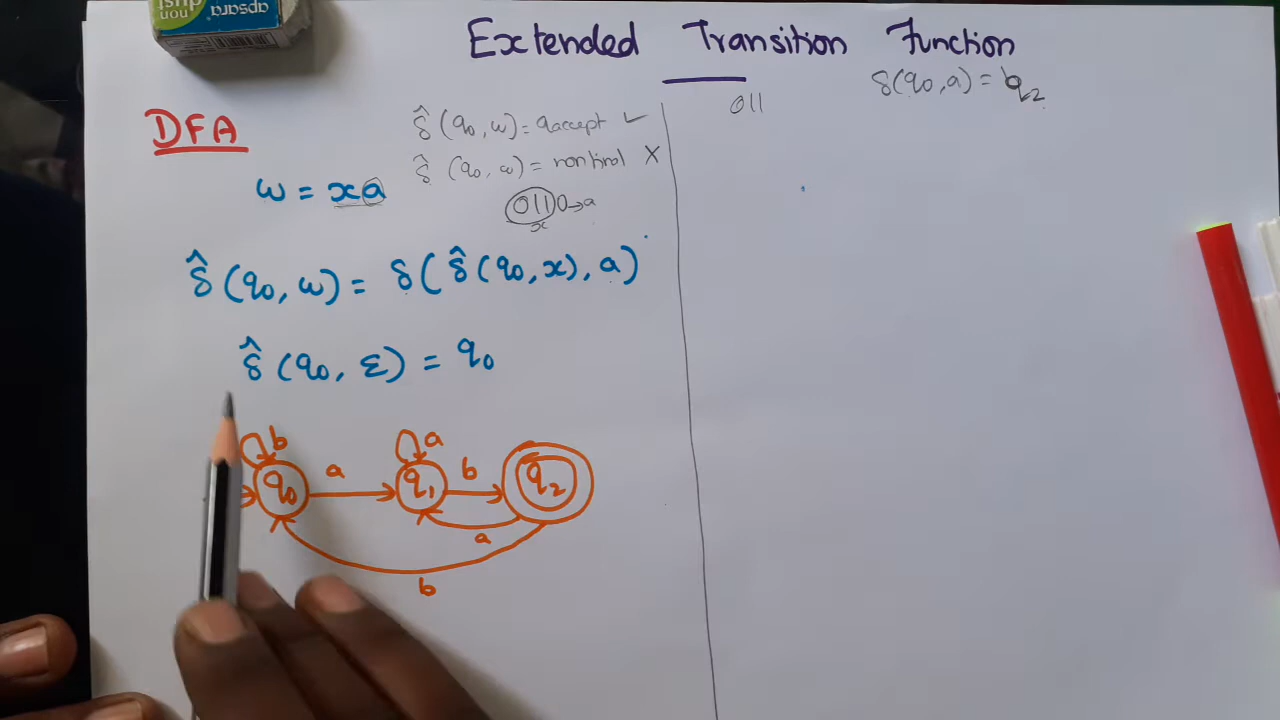 apsara
non dust
Extended Transition Function
δ(q0,a) = q2
011
DFA
δ̂ (q0, w) = qaccept ✓
δ̂ (q0, w) = nonfinal X
w = xa
0110→a
x
δ̂ (q0, w) = δ(δ̂(q0, x), a)
δ̂ (q0, ε) = q0
b a
q0 a q1 b q2
a
b